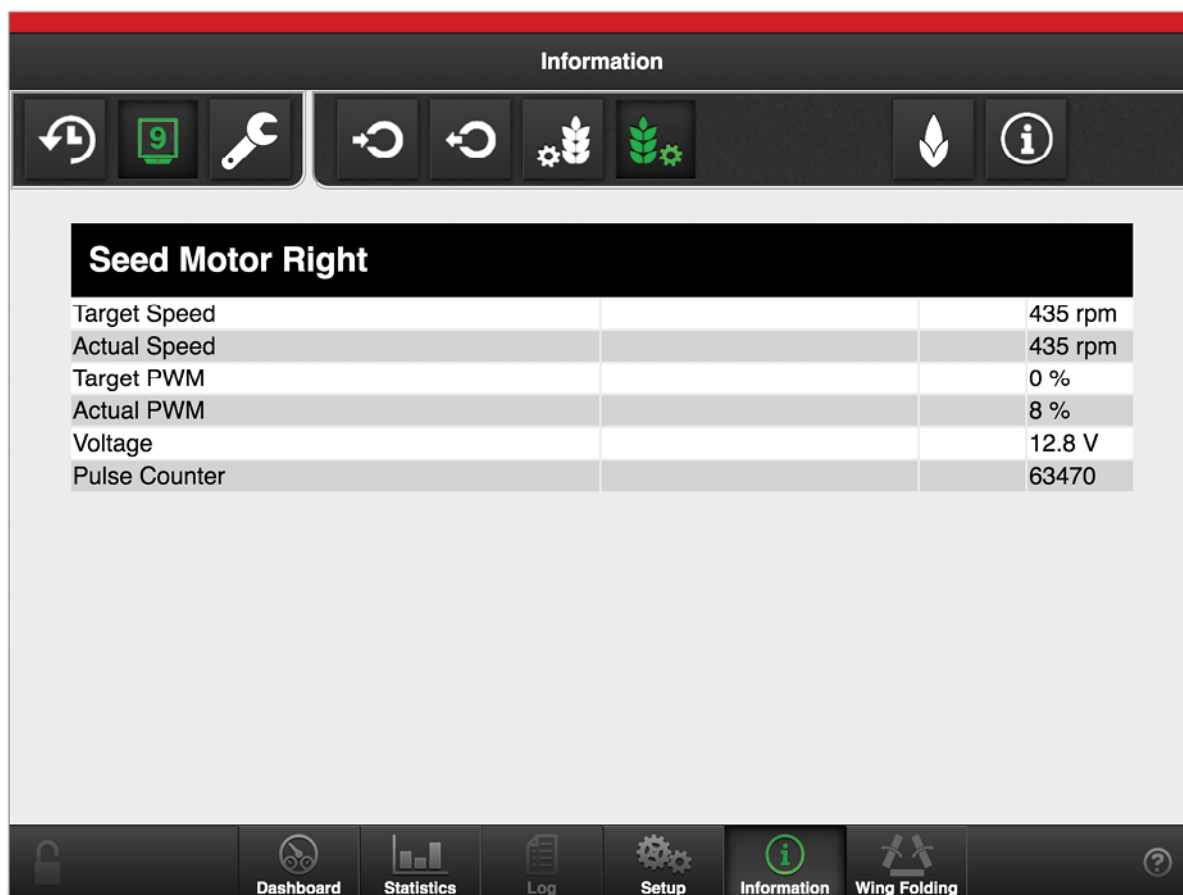 Information
9
Seed Motor Right
Target Speed 435 rpm
Actual Speed 435 rpm
Target PWM 0 %
Actual PWM 8 %
Voltage 12.8 V
Pulse Counter 63470
Dashboard Statistics Log Setup Information Wing Folding